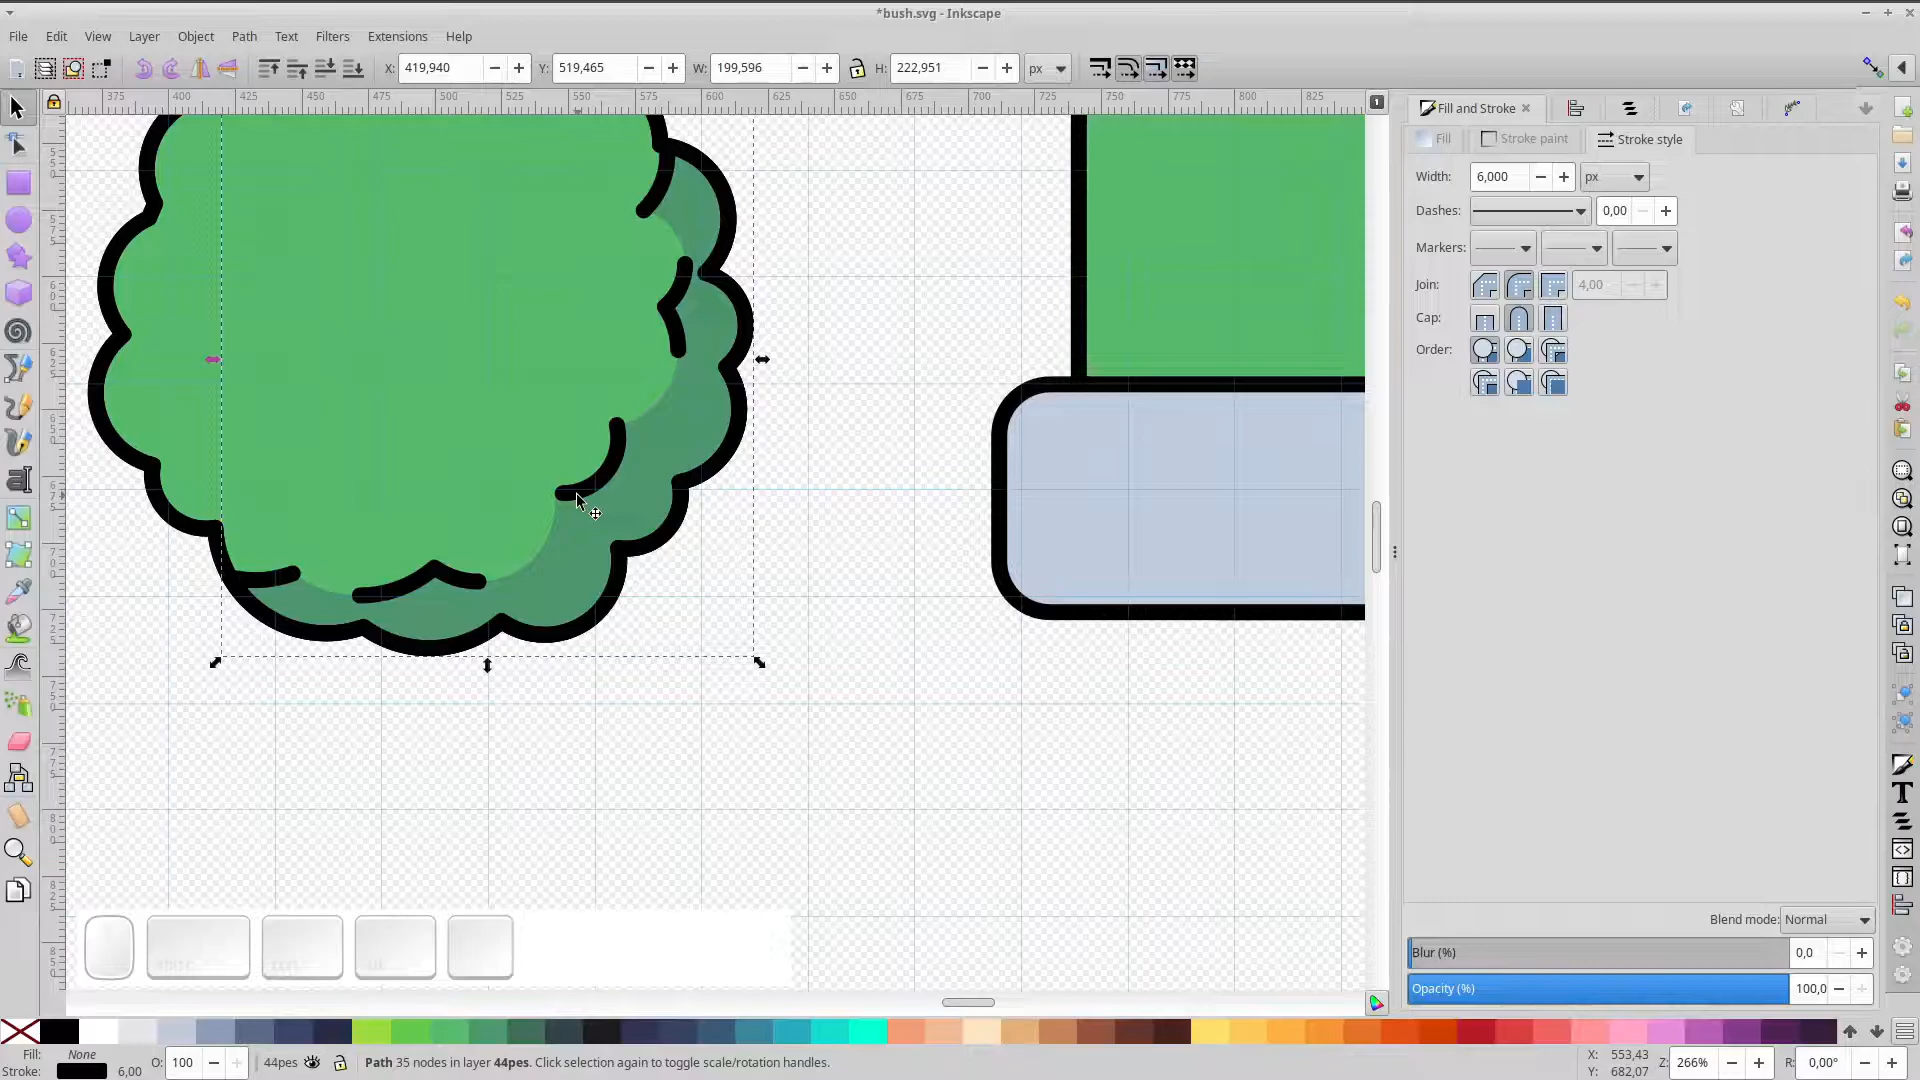 *bush.svg - Inkscape
File Edit View Layer Object Path Text Filters Extensions Help
X: 419,940 Y: 519,465 W: 199,596 H: 222,951 px
375 400 425 450 475 500 525 550 575 600 625 650 675 700 725 750 775 800 825
1
Fill and Stroke
Fill Stroke paint Stroke style
Width: 6,000 px
Dashes: 0,00
Markers:
Join: 4,00
Cap:
Order:
Blend mode: Normal
Blur (%) 0,0
Opacity (%) 100,0
Fill: None
Stroke: 6,00
O: 100
44pes
Path 35 nodes in layer 44pes. Click selection again to toggle scale/rotation handles.
X: 553,43
Y: 682,07
Z: 266%
R: 0,00°